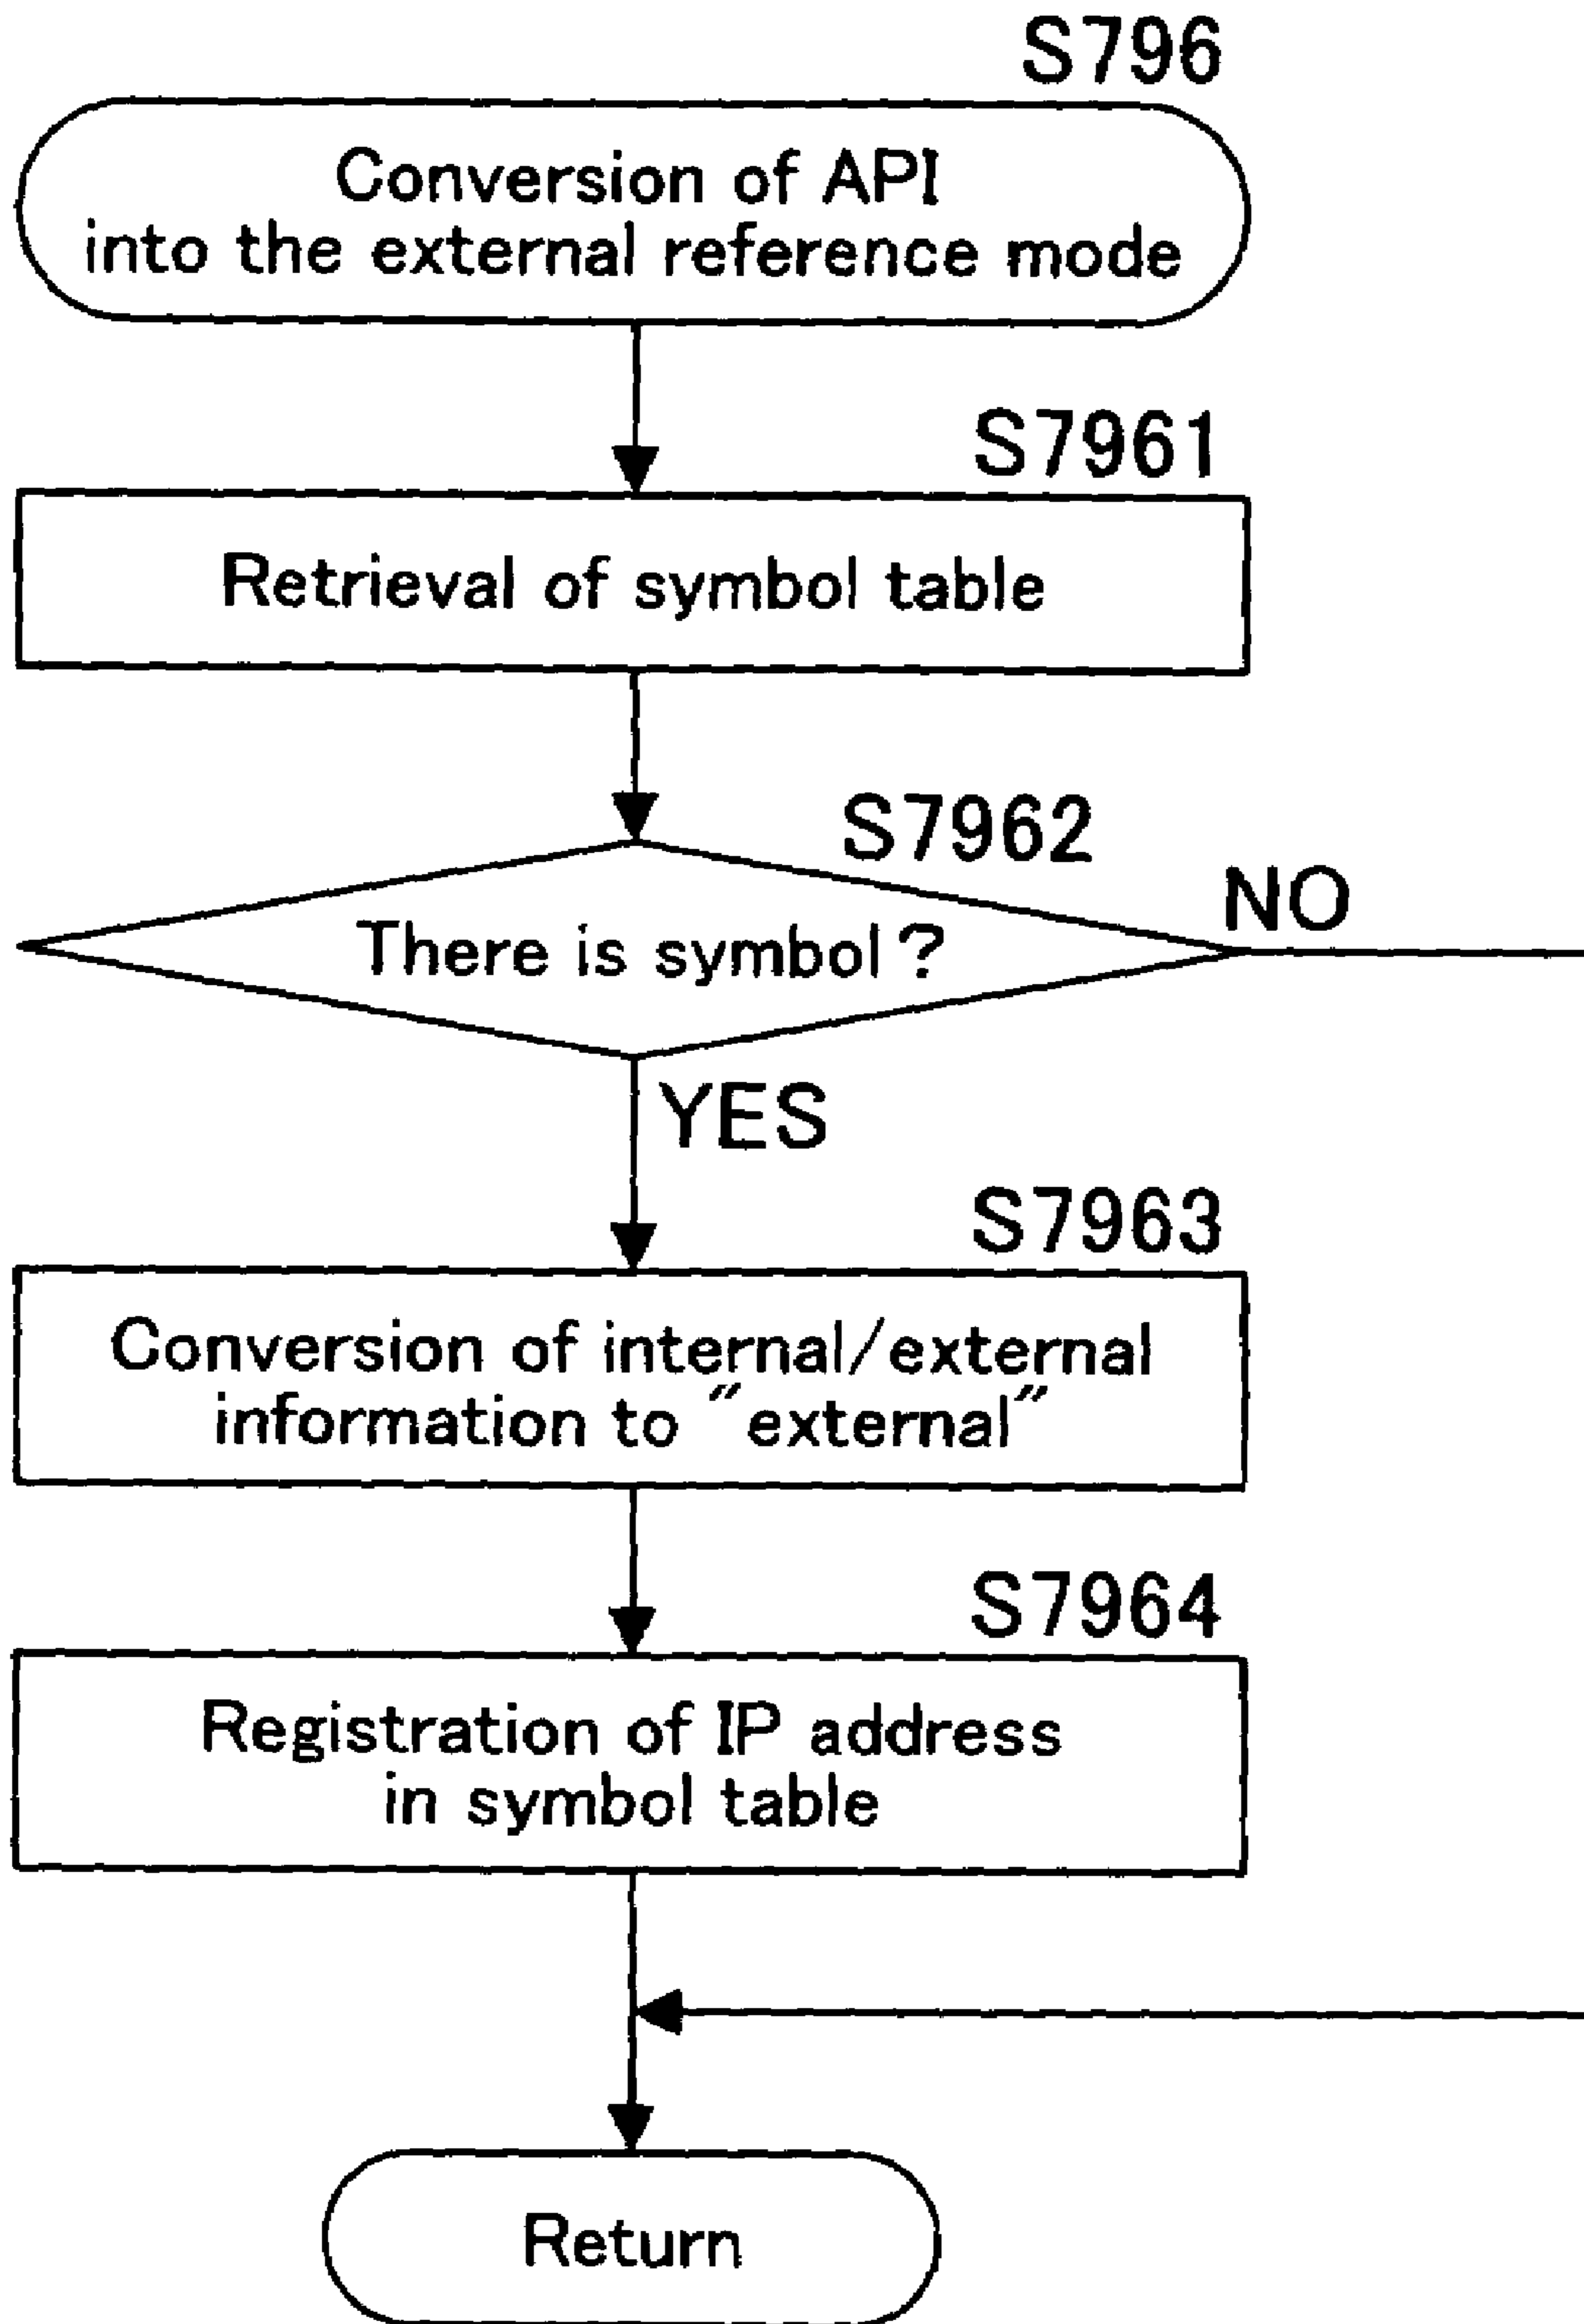 S796
Conversion of API
into the external reference mode
S7961
Retrieval of symbol table
S7962
There is symbol?
NO
YES
S7963
Conversion of internal/external
information to "external"
S7964
Registration of IP address
in symbol table
Return